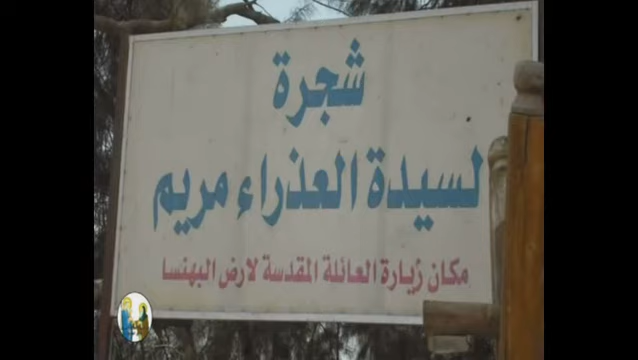 شجرة
لسيدة العذراء مريم
مكان زيارة العائلة المقدسة لارض البهنسا